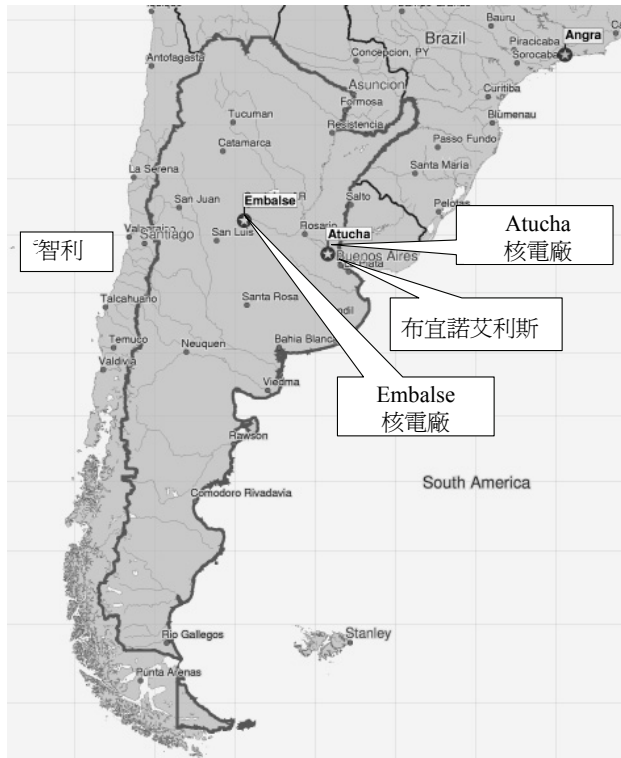 Bauru
Brazil
Angra
Piracicaba
Sorocaba
Antofagasta
Concepcion, PY
Asuncion
Curitiba
Formosa
Blumenau
Tucuman
Resistencia
Catamarca
Passo Fundo
Santa Maria
La Serena
San Juan
Embalse
Salto
Pelotas
Rosario
Atucha
Santiago
San Luis
Buenos Aires
智利
Atucha
核電廠
布宜諾艾利斯
Talcahuano
Santa Rosa
Temuco
Neuquen
Bahia Blanca
Valdivia
Viedma
Embalse
核電廠
Rawson
South America
Comodoro Rivadavia
Rio Gallegos
Stanley
Punta Arenas